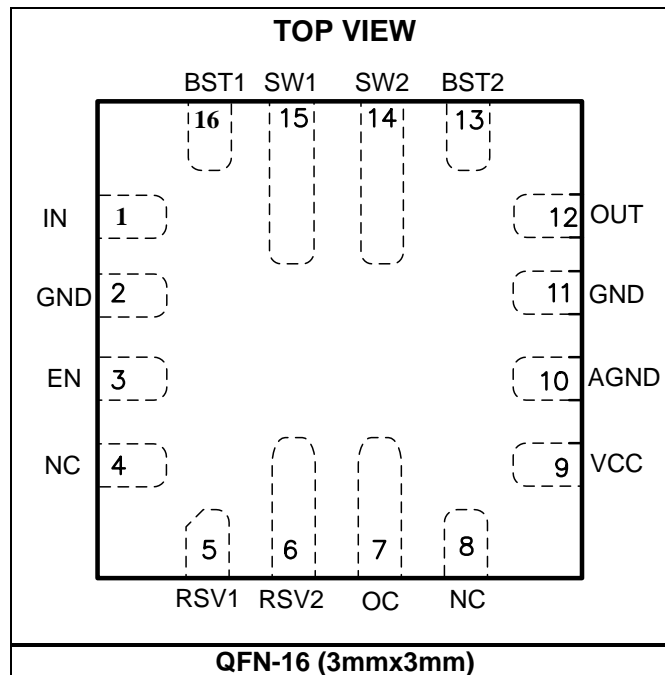 TOP VIEW
BST1 SW1 SW2 BST2
16 15 14 13
IN 1 12 OUT
GND 2 11 GND
EN 3 10 AGND
NC 4 9 VCC
5 6 7 8
RSV1 RSV2 OC NC
QFN-16 (3mmx3mm)